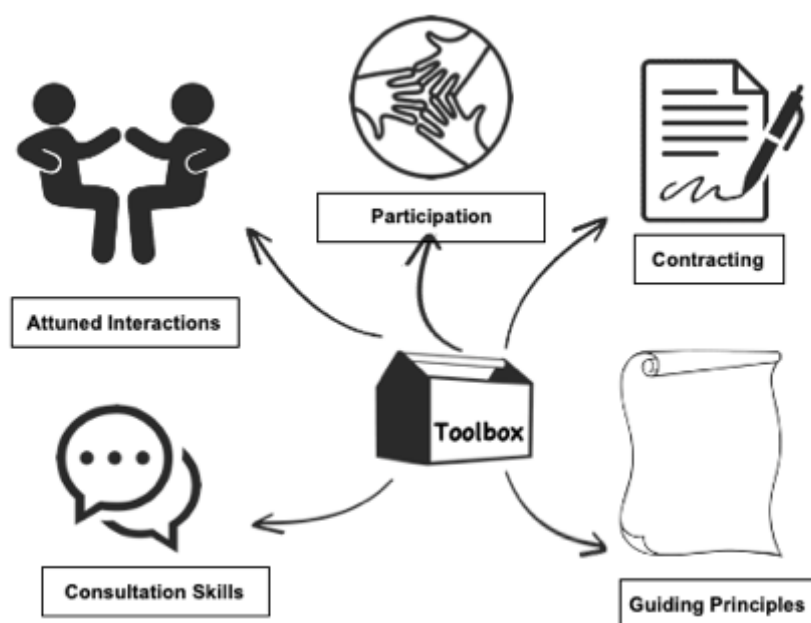 Participation
Contracting
Attuned Interactions
Toolbox
Consultation Skills
Guiding Principles